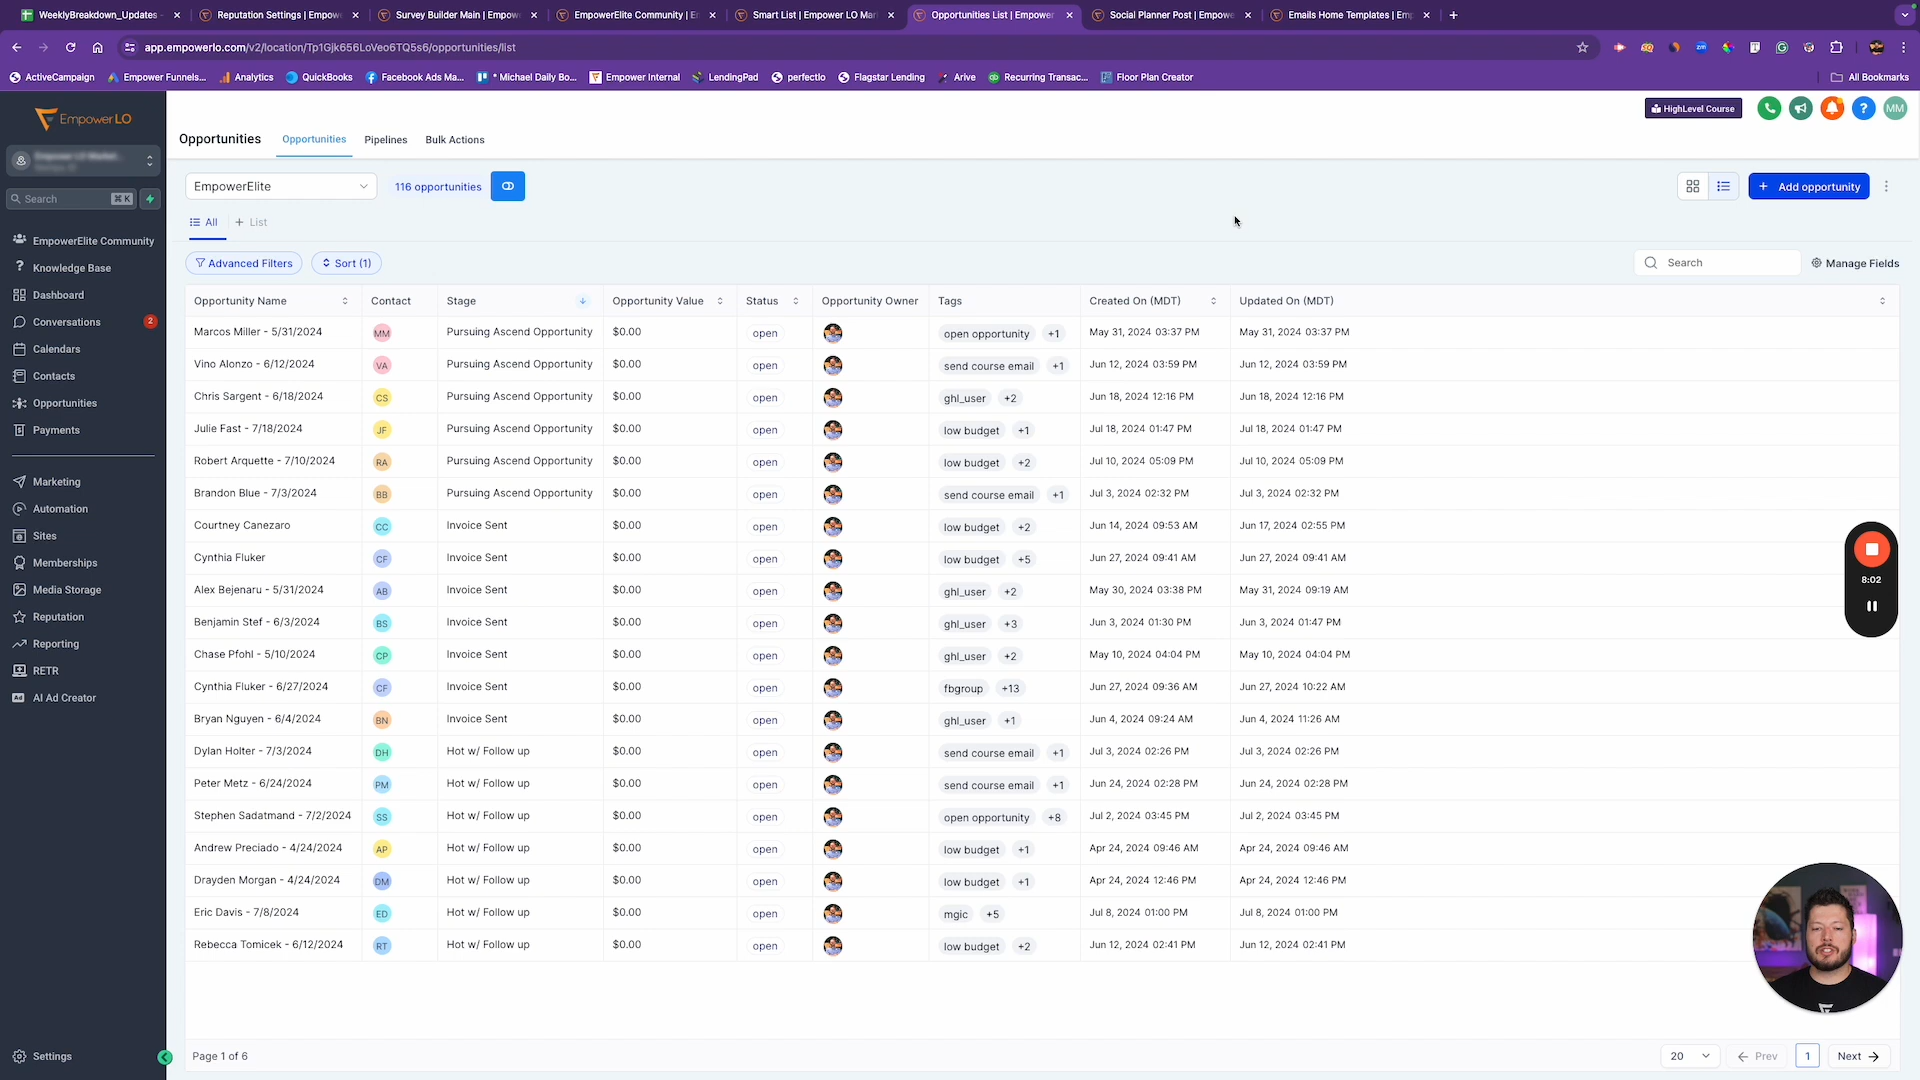 WeeklyBreakdown_Updates -
Reputation Settings | Empow
Survey Builder Main | Empow
EmpowerElite Community | E
Smart List | Empower LO Mar
Opportunities List | Empower
Social Planner Post | Empow
Emails Home Templates | Em
app.empowerlo.com/v2/location/Tp1Gjk656LoVeo6TQ5s6/opportunities/list
ActiveCampaign
Empower Funnels...
Analytics
QuickBooks
Facebook Ads Ma...
* Michael Daily Bo...
Empower Internal
LendingPad
perfectlo
Flagstar Lending
Arive
Recurring Transac...
Floor Plan Creator
All Bookmarks
EmpowerLO
Search
⌘ K
EmpowerElite Community
Knowledge Base
Dashboard
Conversations 2
Calendars
Contacts
Opportunities
Payments
Marketing
Automation
Sites
Memberships
Media Storage
Reputation
Reporting
RETR
AI Ad Creator
Settings
HighLevel Course
MM
Opportunities
Opportunities
Pipelines
Bulk Actions
EmpowerElite
116 opportunities
+ Add opportunity
All
+ List
Advanced Filters
Sort (1)
Search
Manage Fields
Opportunity Name Contact Stage Opportunity Value Status Opportunity Owner Tags Created On (MDT) Updated On (MDT)
Marcos Miller - 5/31/2024 MM Pursuing Ascend Opportunity $0.00 open open opportunity +1 May 31, 2024 03:37 PM May 31, 2024 03:37 PM
Vino Alonzo - 6/12/2024 VA Pursuing Ascend Opportunity $0.00 open send course email +1 Jun 12, 2024 03:59 PM Jun 12, 2024 03:59 PM
Chris Sargent - 6/18/2024 CS Pursuing Ascend Opportunity $0.00 open ghl_user +2 Jun 18, 2024 12:16 PM Jun 18, 2024 12:16 PM
Julie Fast - 7/18/2024 JF Pursuing Ascend Opportunity $0.00 open low budget +1 Jul 18, 2024 01:47 PM Jul 18, 2024 01:47 PM
Robert Arquette - 7/10/2024 RA Pursuing Ascend Opportunity $0.00 open low budget +2 Jul 10, 2024 05:09 PM Jul 10, 2024 05:09 PM
Brandon Blue - 7/3/2024 BB Pursuing Ascend Opportunity $0.00 open send course email +1 Jul 3, 2024 02:32 PM Jul 3, 2024 02:32 PM
Courtney Canezaro CC Invoice Sent $0.00 open low budget +2 Jun 14, 2024 09:53 AM Jun 17, 2024 02:55 PM
Cynthia Fluker CF Invoice Sent $0.00 open low budget +5 Jun 27, 2024 09:41 AM Jun 27, 2024 09:41 AM
Alex Bejenaru - 5/31/2024 AB Invoice Sent $0.00 open ghl_user +2 May 30, 2024 03:38 PM May 31, 2024 09:19 AM
Benjamin Stef - 6/3/2024 BS Invoice Sent $0.00 open ghl_user +3 Jun 3, 2024 01:30 PM Jun 3, 2024 01:47 PM
Chase Pfohl - 5/10/2024 CP Invoice Sent $0.00 open ghl_user +2 May 10, 2024 04:04 PM May 10, 2024 04:04 PM
Cynthia Fluker - 6/27/2024 CF Invoice Sent $0.00 open fbgroup +13 Jun 27, 2024 09:36 AM Jun 27, 2024 10:22 AM
Bryan Nguyen - 6/4/2024 BN Invoice Sent $0.00 open ghl_user +1 Jun 4, 2024 09:24 AM Jun 4, 2024 11:26 AM
Dylan Holter - 7/3/2024 DH Hot w/ Follow up $0.00 open send course email +1 Jul 3, 2024 02:26 PM Jul 3, 2024 02:26 PM
Peter Metz - 6/24/2024 PM Hot w/ Follow up $0.00 open send course email +1 Jun 24, 2024 02:28 PM Jun 24, 2024 02:28 PM
Stephen Sadatmand - 7/2/2024 SS Hot w/ Follow up $0.00 open open opportunity +8 Jul 2, 2024 03:45 PM Jul 2, 2024 03:45 PM
Andrew Preciado - 4/24/2024 AP Hot w/ Follow up $0.00 open low budget +1 Apr 24, 2024 09:46 AM Apr 24, 2024 09:46 AM
Drayden Morgan - 4/24/2024 DM Hot w/ Follow up $0.00 open low budget +1 Apr 24, 2024 12:46 PM Apr 24, 2024 12:46 PM
Eric Davis - 7/8/2024 ED Hot w/ Follow up $0.00 open mgic +5 Jul 8, 2024 01:00 PM Jul 8, 2024 01:00 PM
Rebecca Tomicek - 6/12/2024 RT Hot w/ Follow up $0.00 open low budget +2 Jun 12, 2024 02:41 PM Jun 12, 2024 02:41 PM
8:02
Page 1 of 6
20
Prev
1
Next